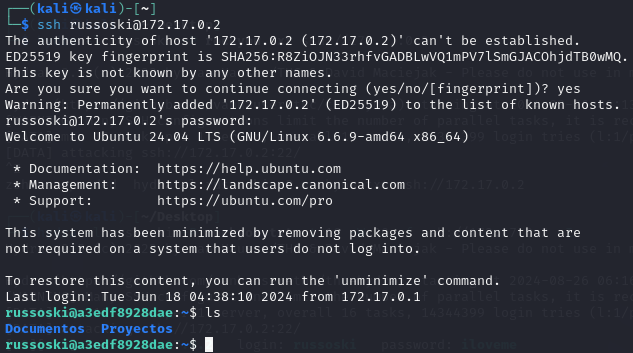 ┌──(kali㉿kali)-[~]
└─$ ssh russoski@172.17.0.2
The authenticity of host '172.17.0.2 (172.17.0.2)' can't be established.
ED25519 key fingerprint is SHA256:R8ZiOJN33rhfvGADBLwVQ1mPV7lSmGJACOhjdTB0wMQ.
This key is not known by any other names.
Are you sure you want to continue connecting (yes/no/[fingerprint])? yes
Warning: Permanently added '172.17.0.2' (ED25519) to the list of known hosts.
russoski@172.17.0.2's password:
Welcome to Ubuntu 24.04 LTS (GNU/Linux 6.6.9-amd64 x86_64)
 * Documentation:  https://help.ubuntu.com
 * Management:     https://landscape.canonical.com
 * Support:        https://ubuntu.com/pro
This system has been minimized by removing packages and content that are
not required on a system that users do not log into.
To restore this content, you can run the 'unminimize' command.
Last login: Tue Jun 18 04:38:10 2024 from 172.17.0.1
russoski@a3edf8928dae:~$ ls
Documentos  Proyectos
russoski@a3edf8928dae:~$